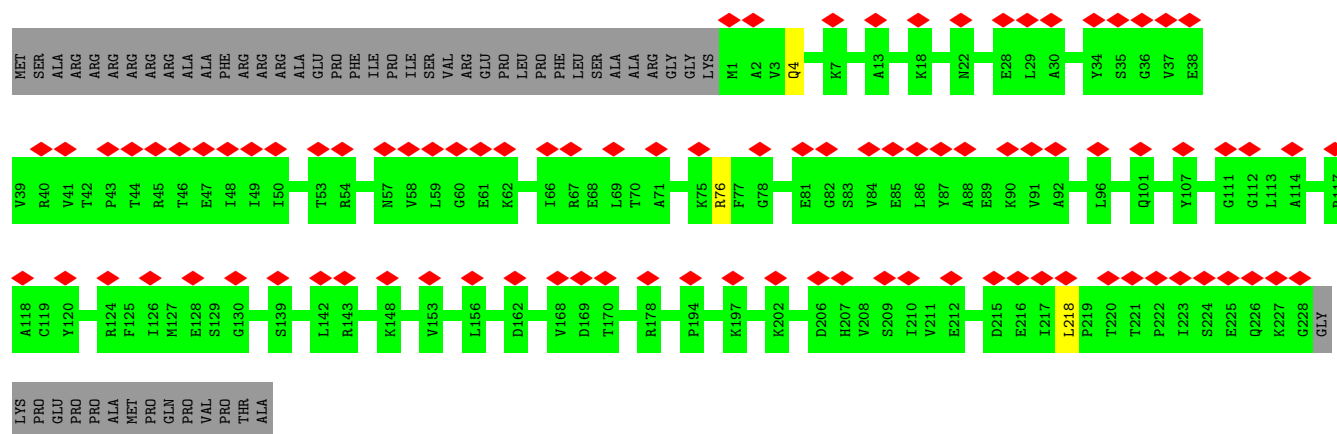 MET SER ALA ARG ARG ARG ARG ARG ARG ARG ALA ALA PHE ARG ARG ARG ALA GLU PRO PHE ILE PRO ILE SER VAL ARG GLU PRO LEU PRO PHE LEU SER ALA ALA ARG GLY GLY LYS M1 A2 V3 Q4 K7 A13 K18 N22 E28 L29 A30 Y34 S35 G36 V37 E38
V39 R40 V41 T42 P43 T44 R45 T46 E47 I48 I49 I50 T53 R54 N57 V58 L59 G60 E61 K62 I66 R67 E68 L69 T70 A71 K75 R76 F77 G78 E81 G82 S83 V84 E85 L86 Y87 A88 E89 K90 V91 A92 L96 Q101 Y107 G111 G112 L113 A114
A118 C119 Y120 R124 F125 I126 M127 E128 S129 G130 S139 L142 R143 K148 V153 L156 D162 V168 D169 T170 R178 P194 K197 K202 D206 H207 V208 S209 I210 V211 E212 D215 E216 I217 L218 P219 T220 T221 P222 I223 S224 E225 Q226 K227 G228 GLY
LYS PRO GLU PRO PRO ALA MET PRO GLN PRO VAL PRO THR ALA